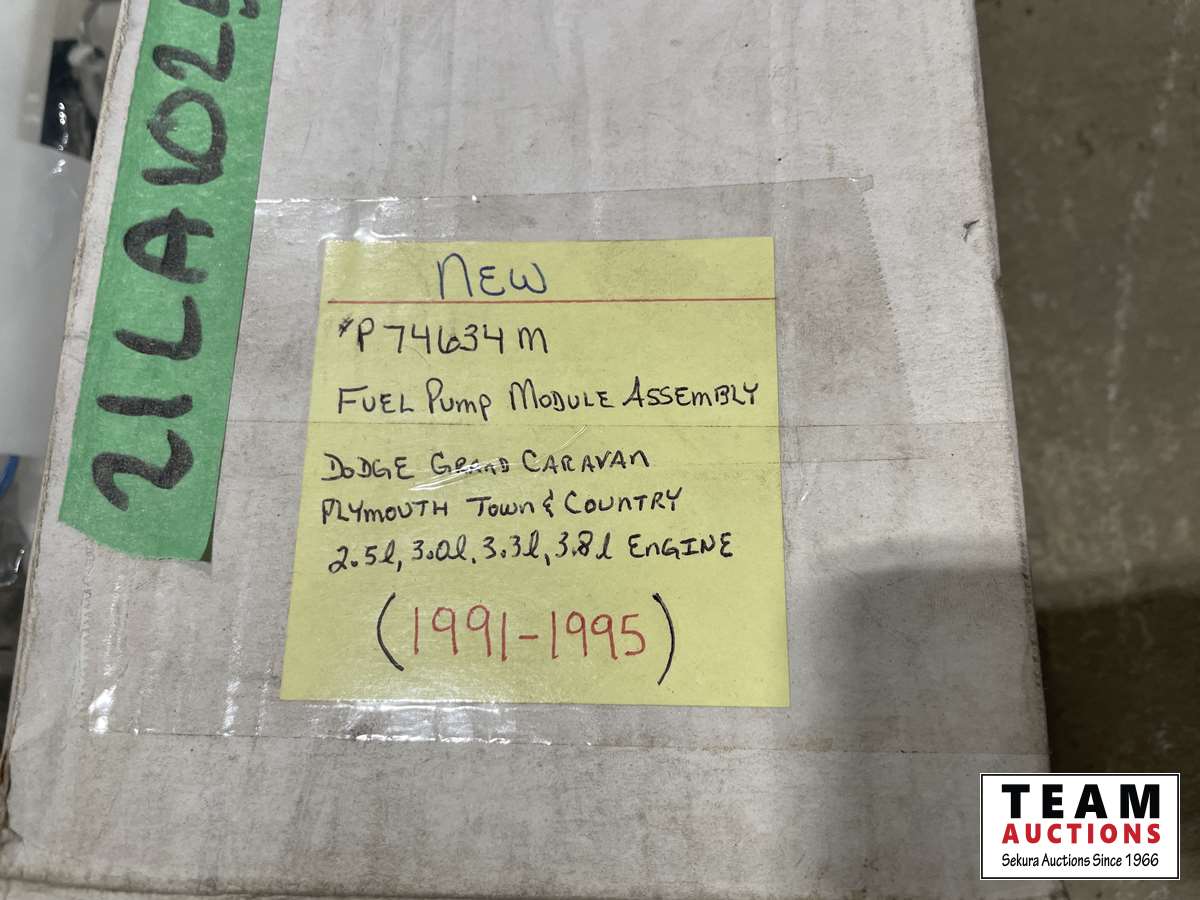 21LA102
NEW
#P74634M
FUEL PUMP MODULE ASSEMBLY
DODGE GRAND CARAVAN
PLYMOUTH TOWN & COUNTRY
2.5l, 3.0l, 3.3l, 3.8l ENGINE
(1991-1995)
TEAM
AUCTIONS
Sekura Auctions Since 1966